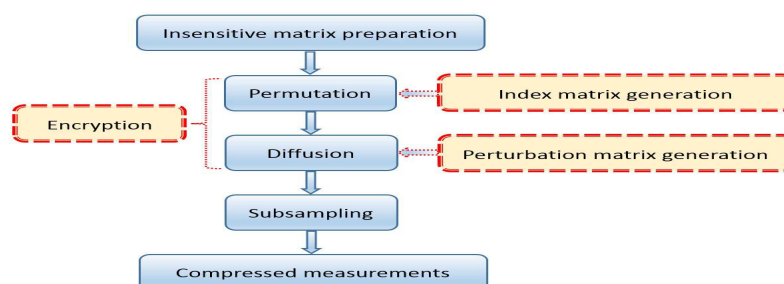 Insensitive matrix preparation
Permutation
Index matrix generation
Encryption
Diffusion
Perturbation matrix generation
Subsampling
Compressed measurements